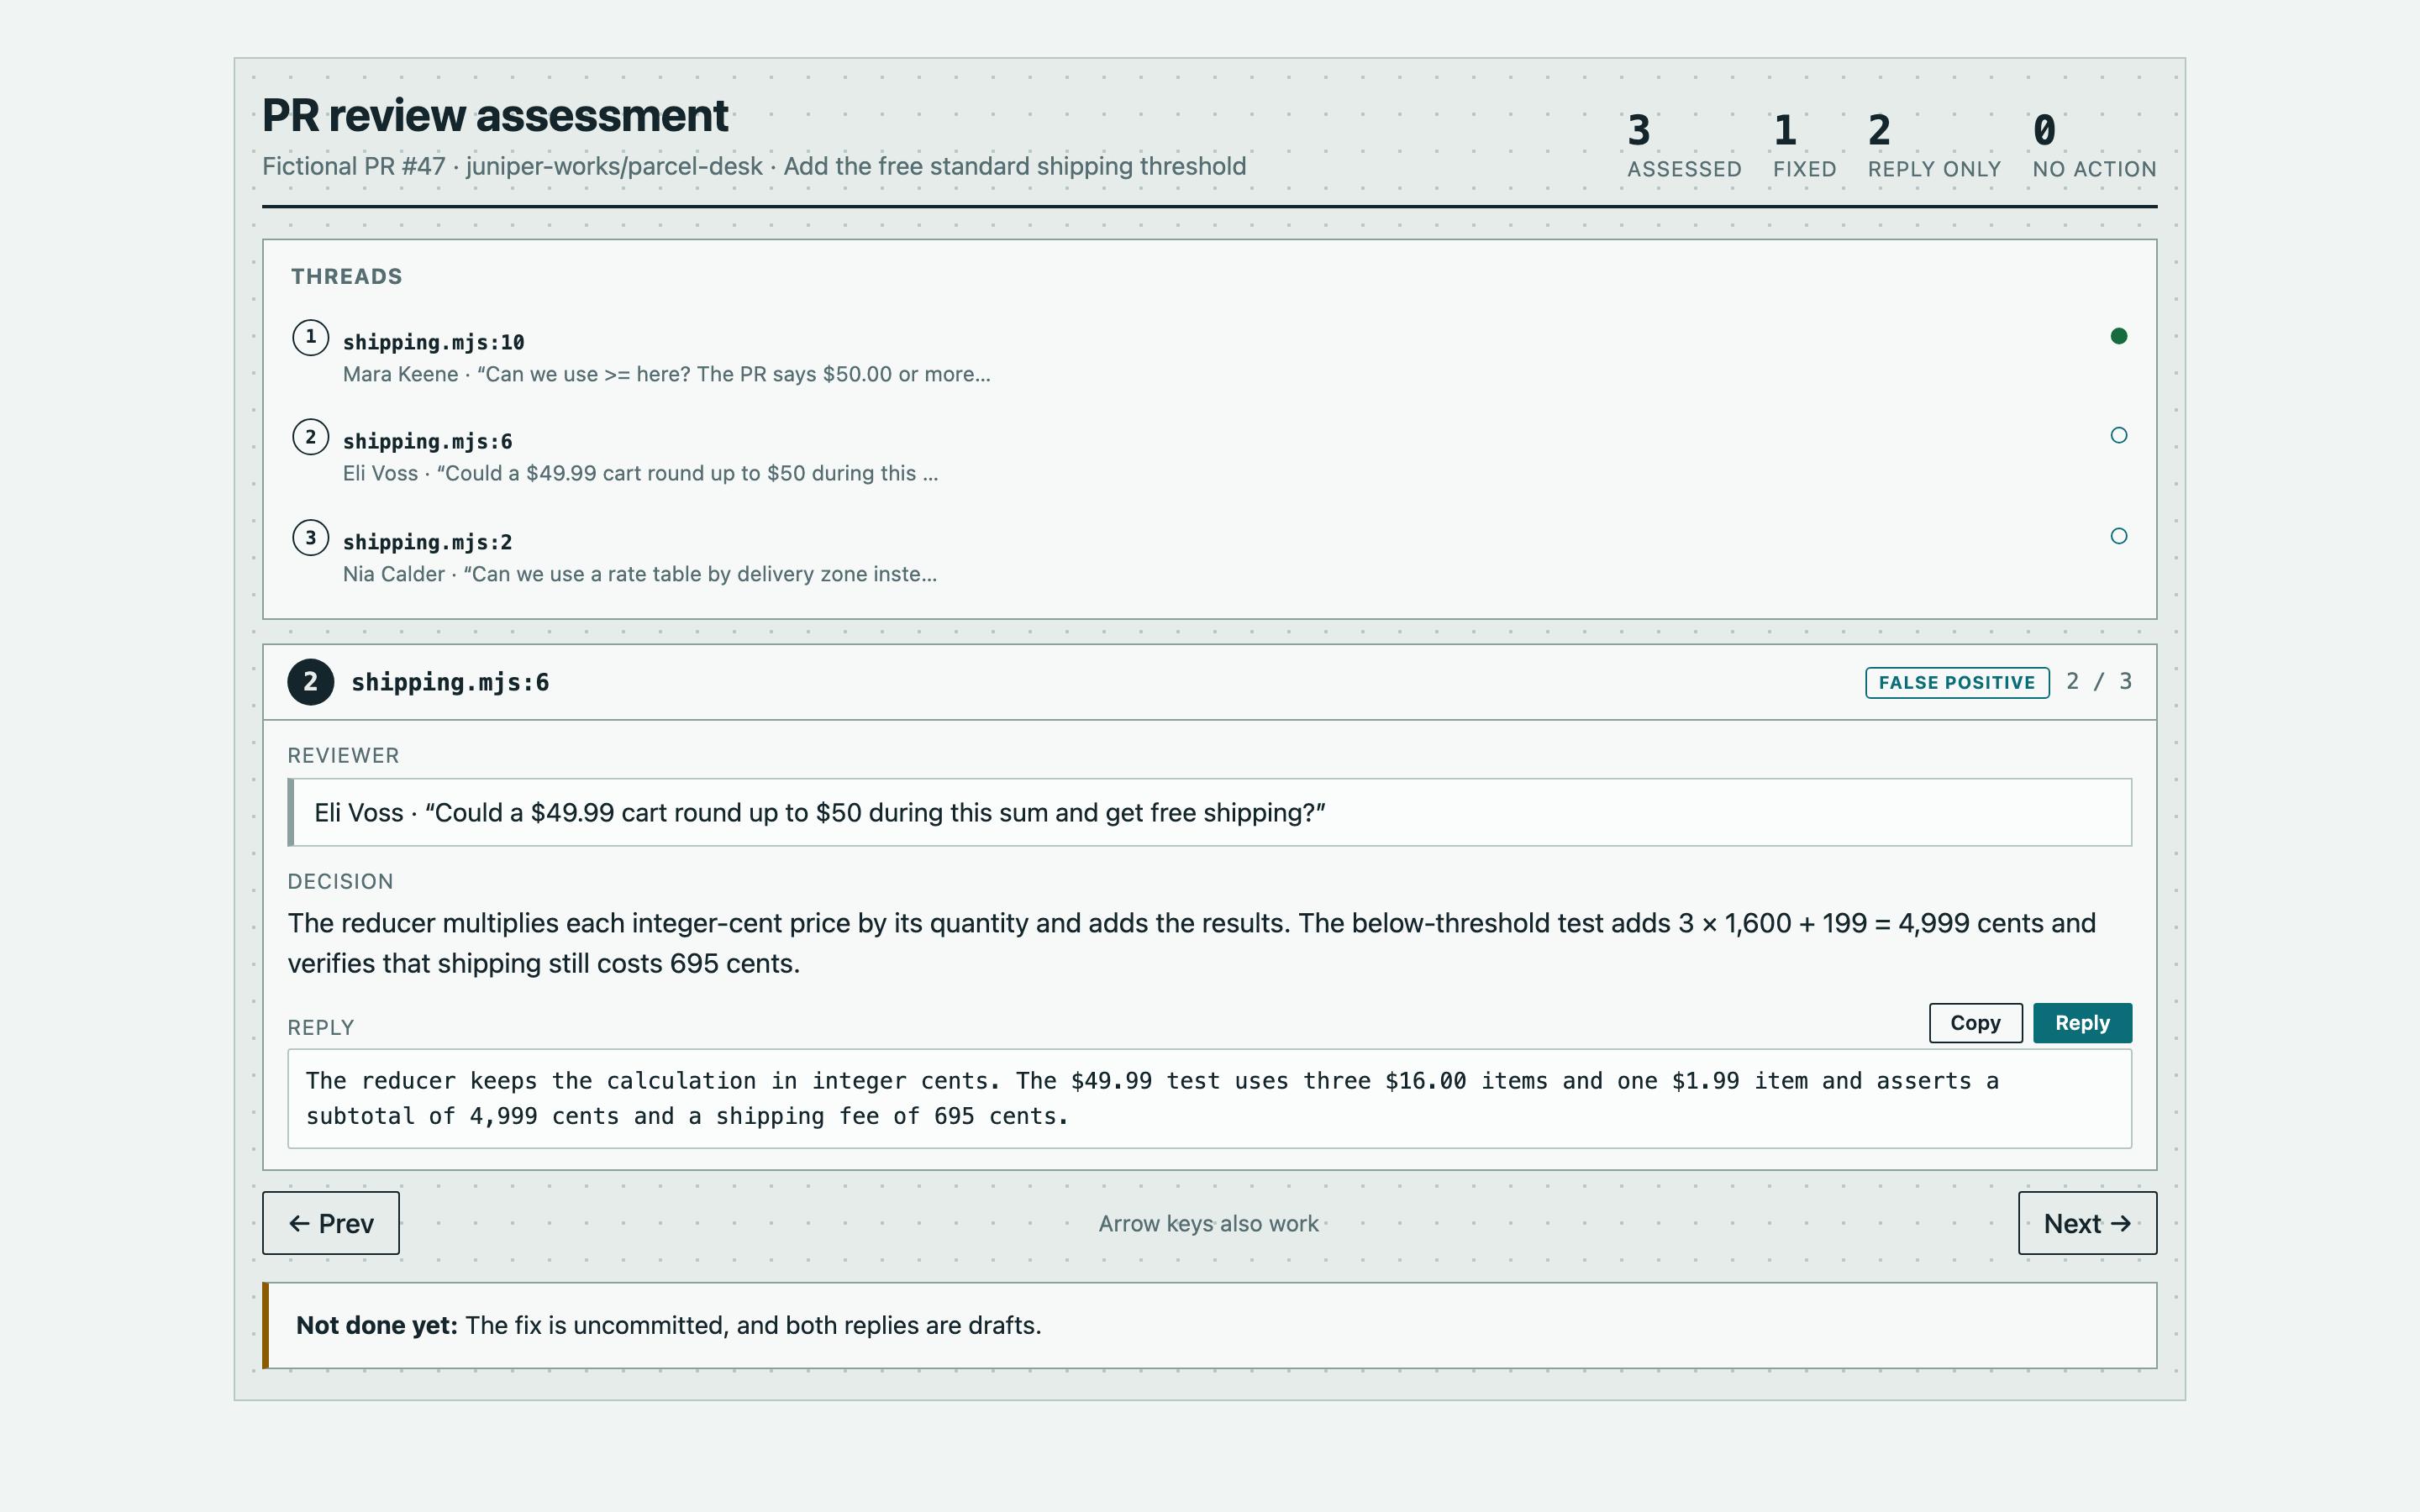 PR review assessment
Fictional PR #47 · juniper-works/parcel-desk · Add the free standard shipping threshold
3 ASSESSED
1 FIXED
2 REPLY ONLY
0 NO ACTION
THREADS
1 shipping.mjs:10
Mara Keene · “Can we use >= here? The PR says $50.00 or more…
2 shipping.mjs:6
Eli Voss · “Could a $49.99 cart round up to $50 during this …
3 shipping.mjs:2
Nia Calder · “Can we use a rate table by delivery zone inste…
2 shipping.mjs:6 FALSE POSITIVE 2 / 3
REVIEWER
Eli Voss · “Could a $49.99 cart round up to $50 during this sum and get free shipping?”
DECISION
The reducer multiplies each integer-cent price by its quantity and adds the results. The below-threshold test adds 3 × 1,600 + 199 = 4,999 cents and
verifies that shipping still costs 695 cents.
REPLY Copy Reply
The reducer keeps the calculation in integer cents. The $49.99 test uses three $16.00 items and one $1.99 item and asserts a
subtotal of 4,999 cents and a shipping fee of 695 cents.
← Prev Arrow keys also work Next →
Not done yet: The fix is uncommitted, and both replies are drafts.